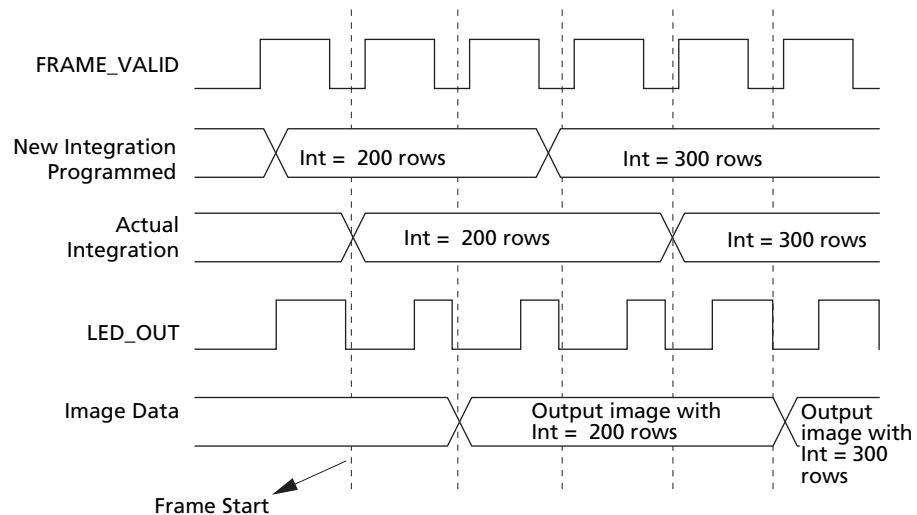 FRAME_VALID
New Integration
Programmed
Int = 200 rows
Int = 300 rows
Actual
Integration
Int = 200 rows
Int = 300 rows
LED_OUT
Image Data
Output image with
Int = 200 rows
Output
image with
Int = 300
rows
Frame Start